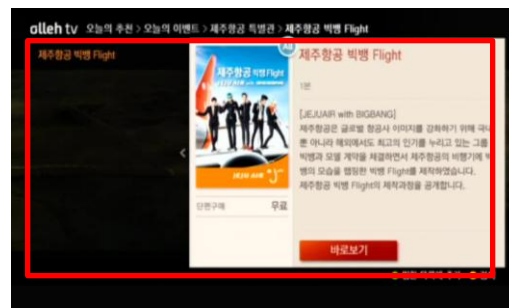 olleh tv 오늘의 추천 > 오늘의 이벤트 > 제주항공 특별관 > 제주항공 빅뱅 Flight
제주항공 빅뱅 Flight
All
제주항공 빅뱅 Flight
제주항공 빅뱅 Flight
1분
[JEJUAIR with BIGBANG]
제주항공은 글로벌 항공사 이미지를 강화하기 위해 국내
뿐 아니라 해외에서도 최고의 인기를 누리고 있는 그룹
빅뱅과 모델 계약을 체결하면서 제주항공의 비행기에
뱅의 모습을 랩핑한 빅뱅 Flight를 제작하였습니다.
제주항공 빅뱅 Flight의 제작과정을 공개합니다.
JEJU air
단편구매 무료
바로보기